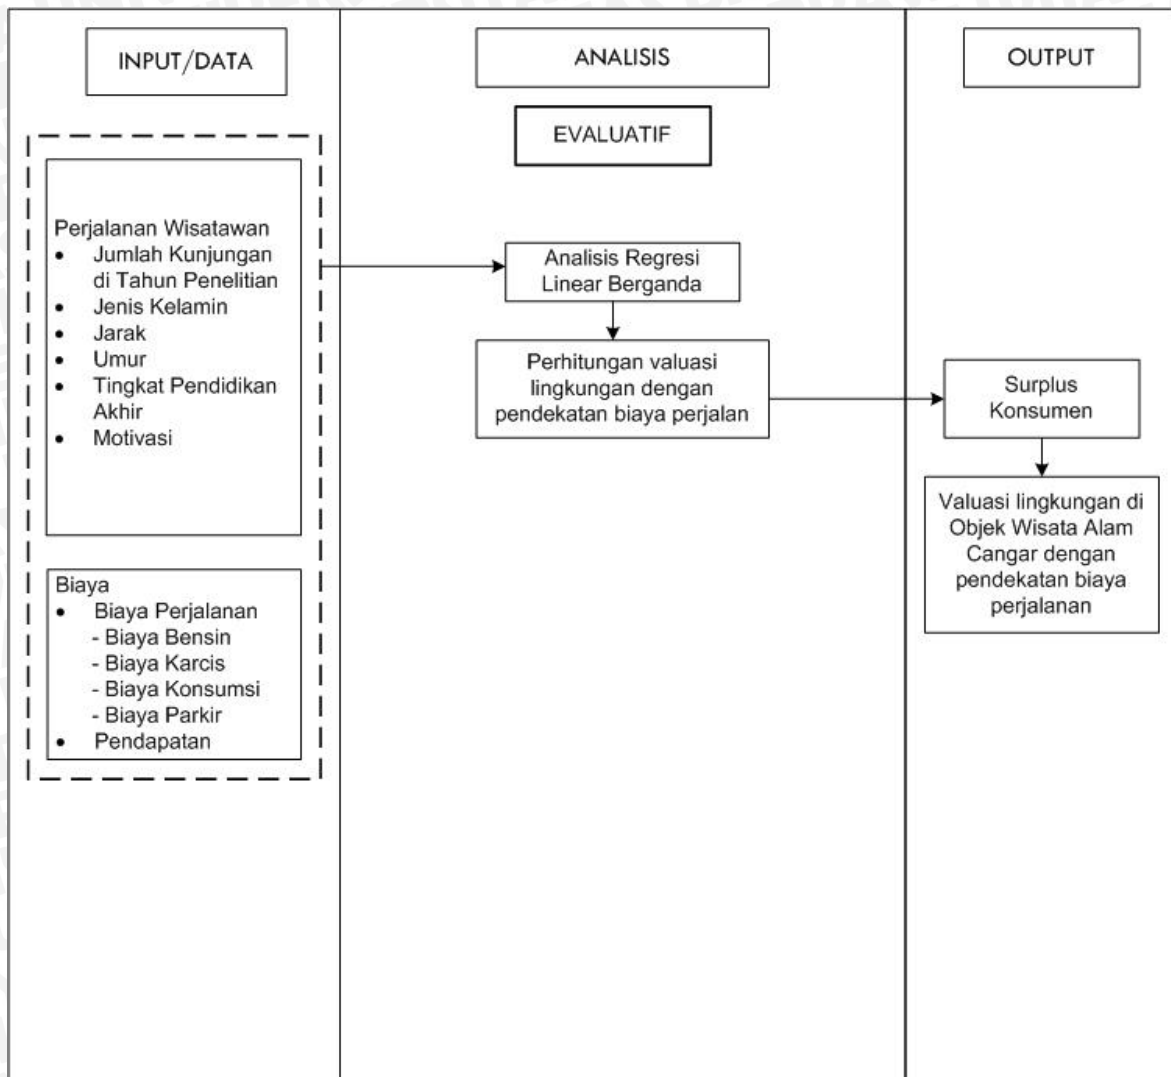 INPUT/DATA
ANALISIS
OUTPUT
EVALUATIF
Perjalanan Wisatawan
• Jumlah Kunjungan
di Tahun Penelitian
• Jenis Kelamin
• Jarak
• Umur
• Tingkat Pendidikan
Akhir
• Motivasi
Biaya
• Biaya Perjalanan
- Biaya Bensin
- Biaya Karcis
- Biaya Konsumsi
- Biaya Parkir
• Pendapatan
Analisis Regresi
Linear Berganda
Perhitungan valuasi
lingkungan dengan
pendekatan biaya perjalan
Surplus
Konsumen
Valuasi lingkungan di
Objek Wisata Alam
Cangar dengan
pendekatan biaya
perjalanan